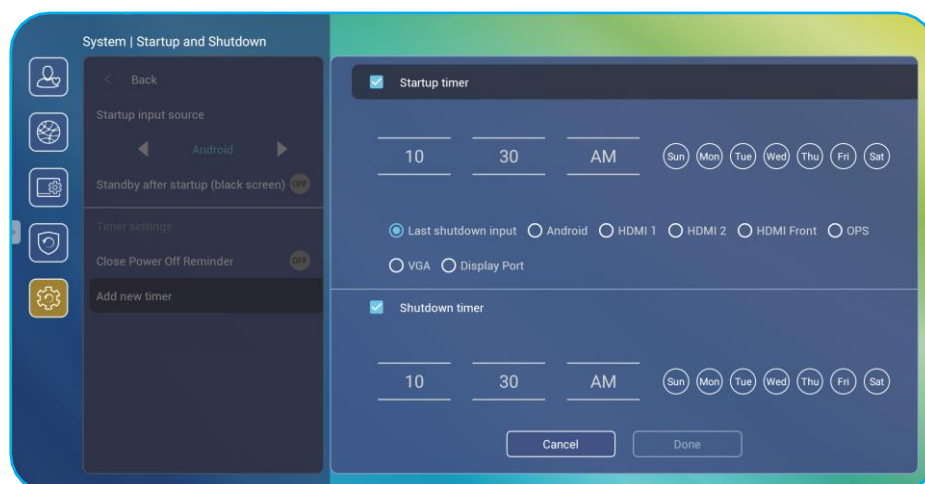 System | Startup and Shutdown
< Back
Startup input source
Android
Standby after startup (black screen) OFF
Timer settings
Close Power Off Reminder OFF
Add new timer
Startup timer
10 30 AM Sun Mon Tue Wed Thu Fri Sat
Last shutdown input Android HDMI 1 HDMI 2 HDMI Front OPS
VGA Display Port
Shutdown timer
10 30 AM Sun Mon Tue Wed Thu Fri Sat
Cancel Done